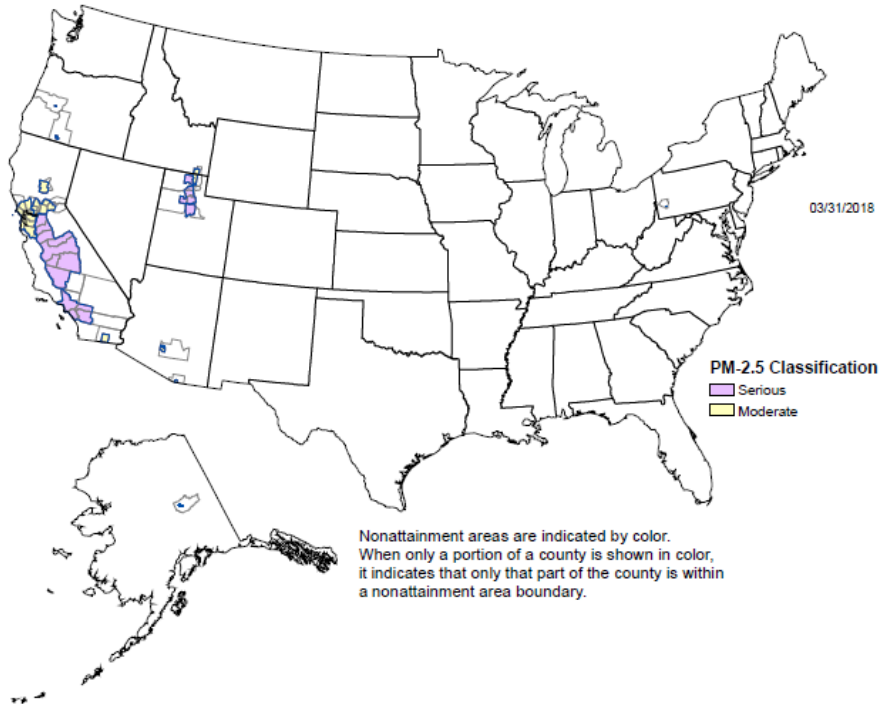 03/31/2018
PM-2.5 Classification
Serious
Moderate
Nonattainment areas are indicated by color.
When only a portion of a county is shown in color,
it indicates that only that part of the county is within
a nonattainment area boundary.